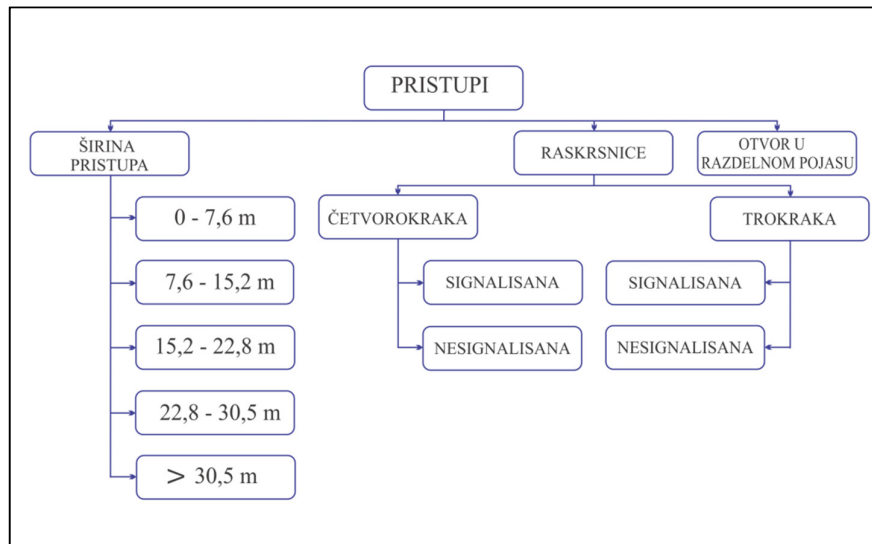 PRISTUPI
ŠIRINA
PRISTUPA
RASKRSNICE
OTVOR U
RAZDELNOM POJASU
0 - 7,6 m
7,6 - 15,2 m
15,2 - 22,8 m
22,8 - 30,5 m
> 30,5 m
ČETVOROKRAKA
SIGNALISANA
NESIGNALISANA
TROKRAKA
SIGNALISANA
NESIGNALISANA